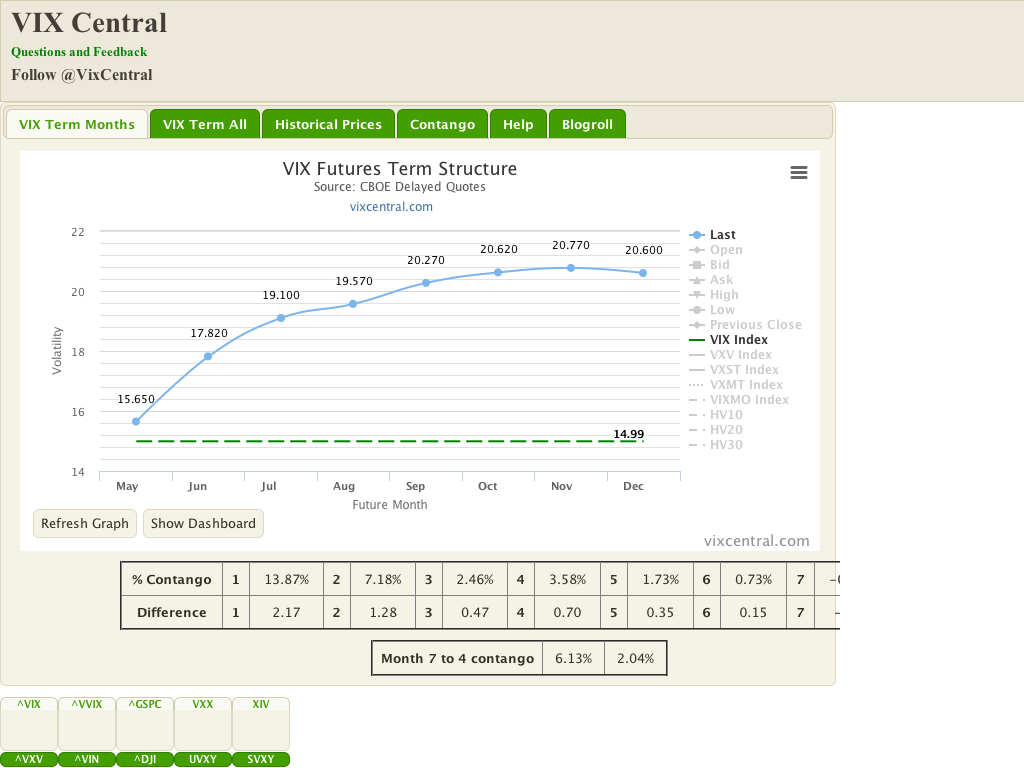 VIX Central
Questions and Feedback
Follow @VixCentral
VIX Term Months VIX Term All Historical Prices Contango Help Blogroll
VIX Futures Term Structure
Source: CBOE Delayed Quotes
vixcentral.com
Volatility
22
20
18
16
14
15.650
17.820
19.100
19.570
20.270
20.620
20.770
20.600
14.99
May Jun Jul Aug Sep Oct Nov Dec
Future Month
Last
Open
Bid
Ask
High
Low
Previous Close
VIX Index
VXV Index
VXST Index
VXMT Index
VIXMO Index
HV10
HV20
HV30
Refresh Graph Show Dashboard
vixcentral.com
% Contango 1 13.87% 2 7.18% 3 2.46% 4 3.58% 5 1.73% 6 0.73% 7
Difference 1 2.17 2 1.28 3 0.47 4 0.70 5 0.35 6 0.15 7
Month 7 to 4 contango 6.13% 2.04%
^VIX ^VVIX ^GSPC VXX XIV
^VXV ^VIN ^DJI UVXY SVXY